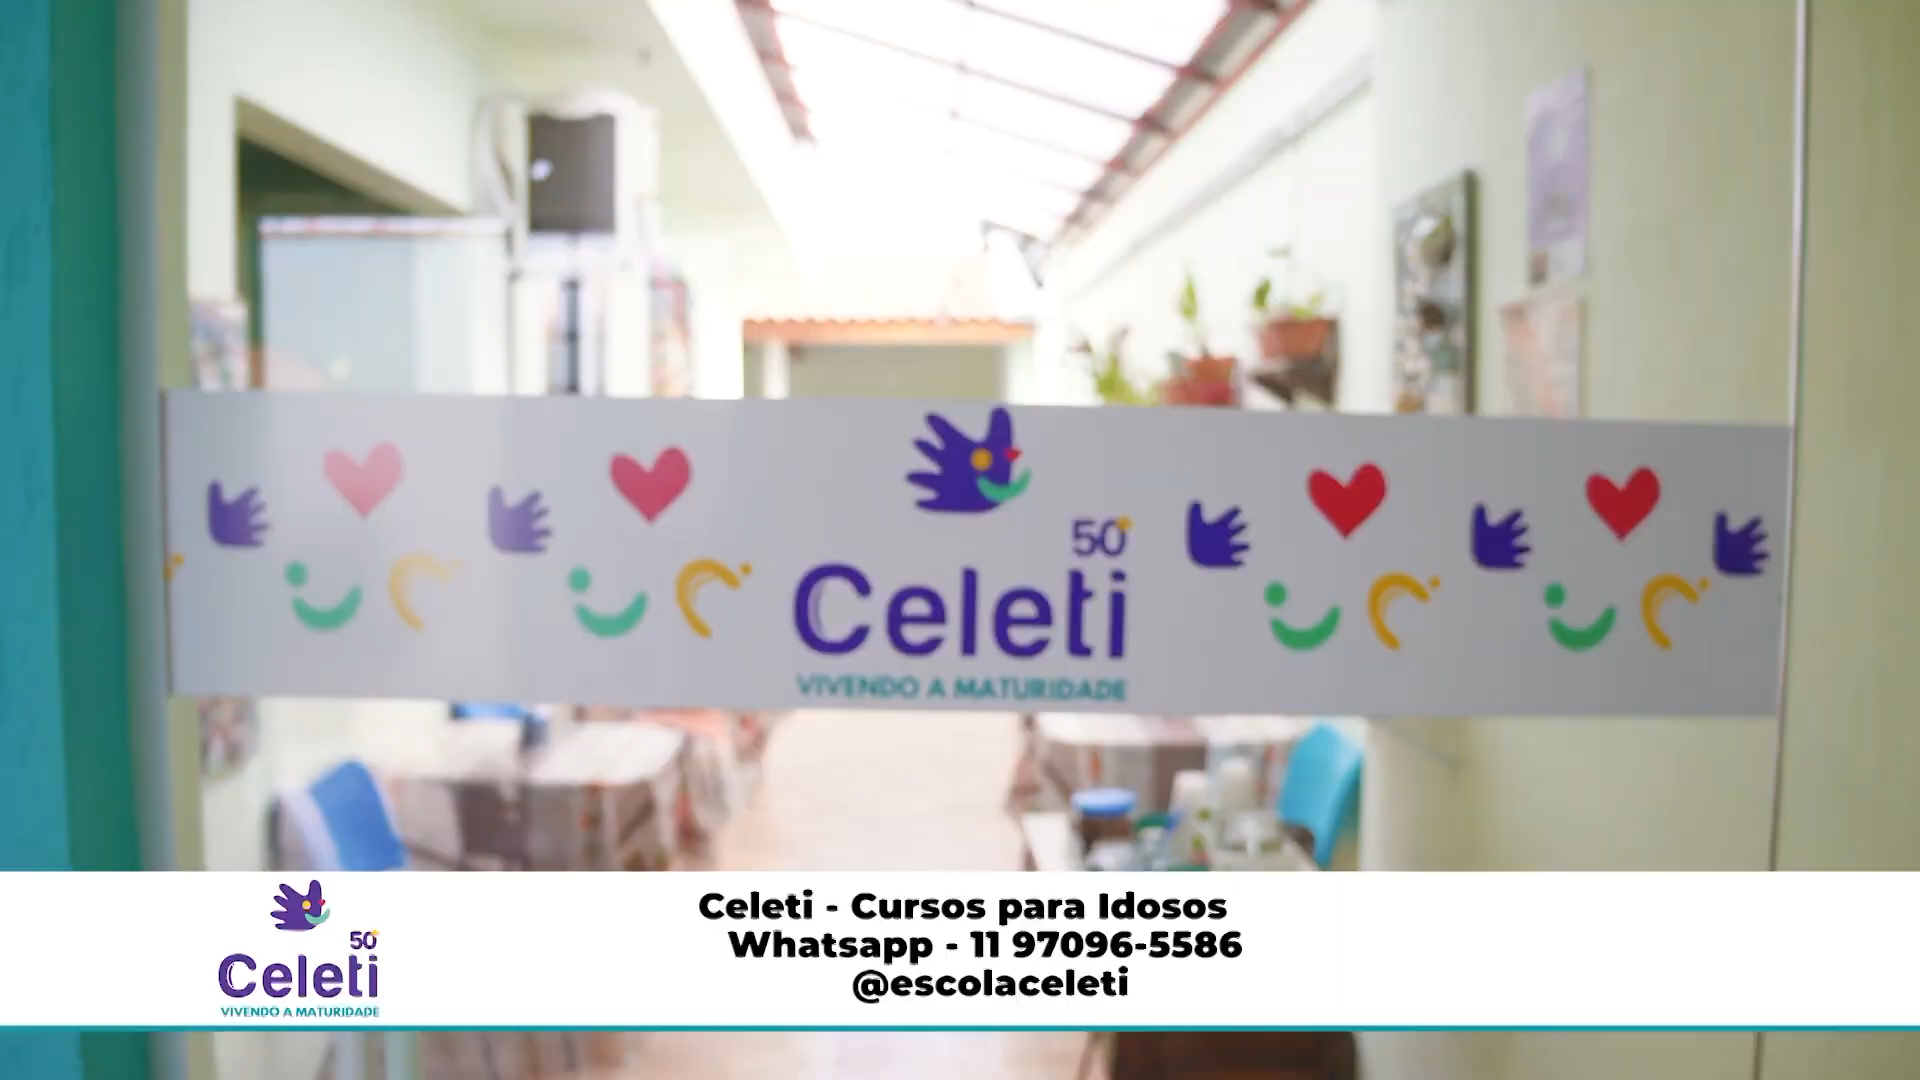 50+
Celeti
VIVENDO A MATURIDADE
50+
Celeti
VIVENDO A MATURIDADE
Celeti - Cursos para Idosos
Whatsapp - 11 97096-5586
@escolaceleti